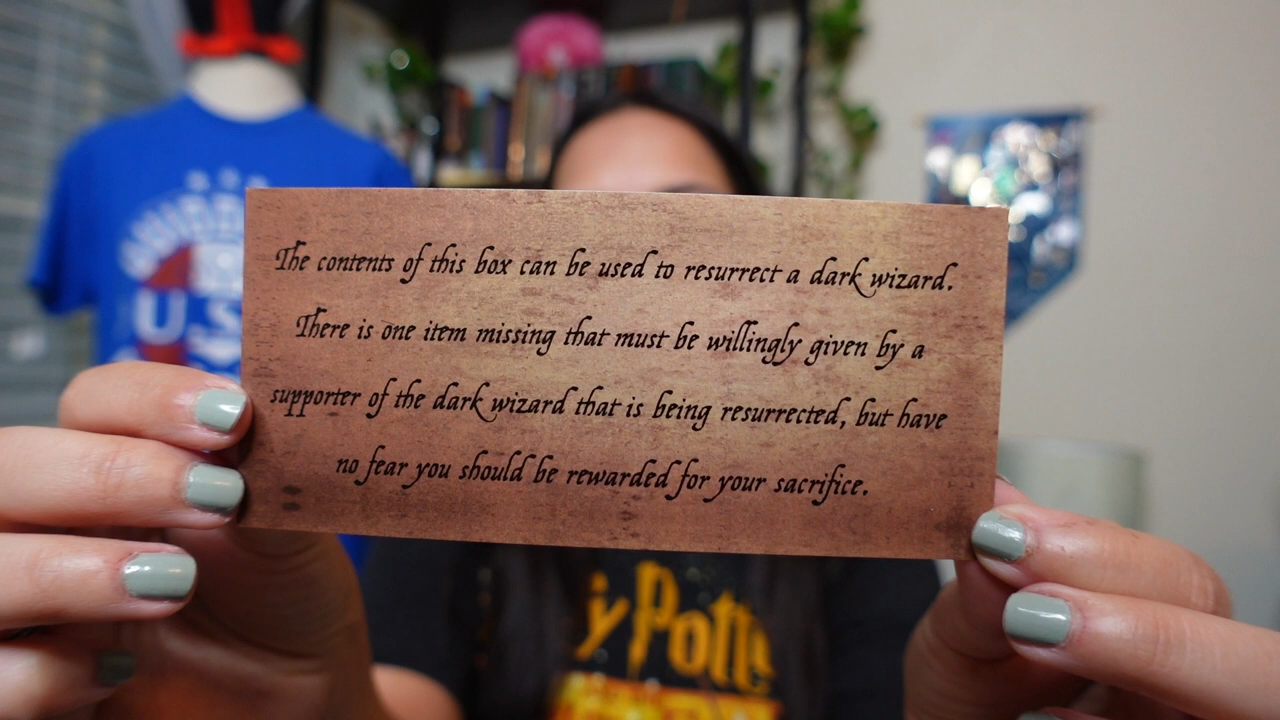 The contents of this box can be used to resurrect a dark wizard.
There is one item missing that must be willingly given by a
supporter of the dark wizard that is being resurrected, but have
no fear you should be rewarded for your sacrifice.
U.S.
y Potte